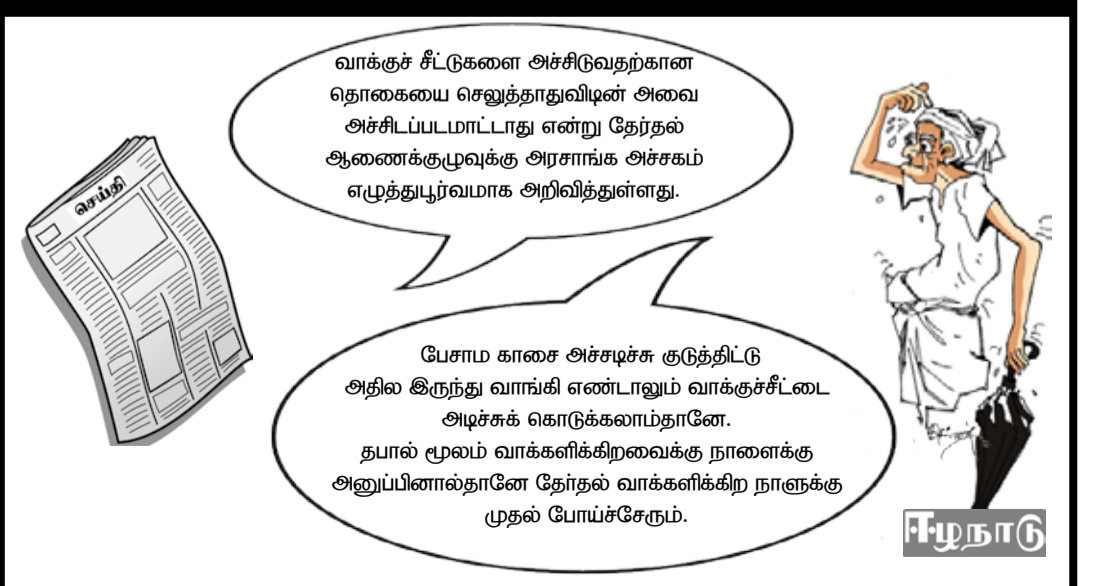 வாக்குச் சீட்டுகளை அச்சிடுவதற்கான
தொகையை செலுத்தாதுவிடின் அவை
அச்சிடப்படமாட்டாது என்று தேர்தல்
ஆணைக்குழுவுக்கு அரசாங்க அச்சகம்
எழுத்துபூர்வமாக அறிவித்துள்ளது.
செய்தி
பேசாம காசை அச்சடிச்சு குடுத்திட்டு
அதில இருந்து வாங்கி எண்டாலும் வாக்குச்சீட்டை
அடிச்சுக் கொடுக்கலாம்தானே.
தபால் மூலம் வாக்களிக்கிறவைக்கு நாளைக்கு
அனுப்பினால்தானே தேர்தல் வாக்களிக்கிற நாளுக்கு
முதல் போய்ச்சேரும்.
ஈழநாடு